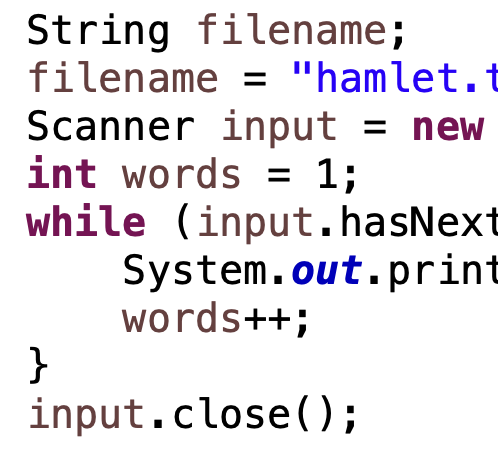 String filename;
filename = "hamlet.t
Scanner input = new
int words = 1;
while (input.hasNext
System.out.print
words++;
}
input.close();